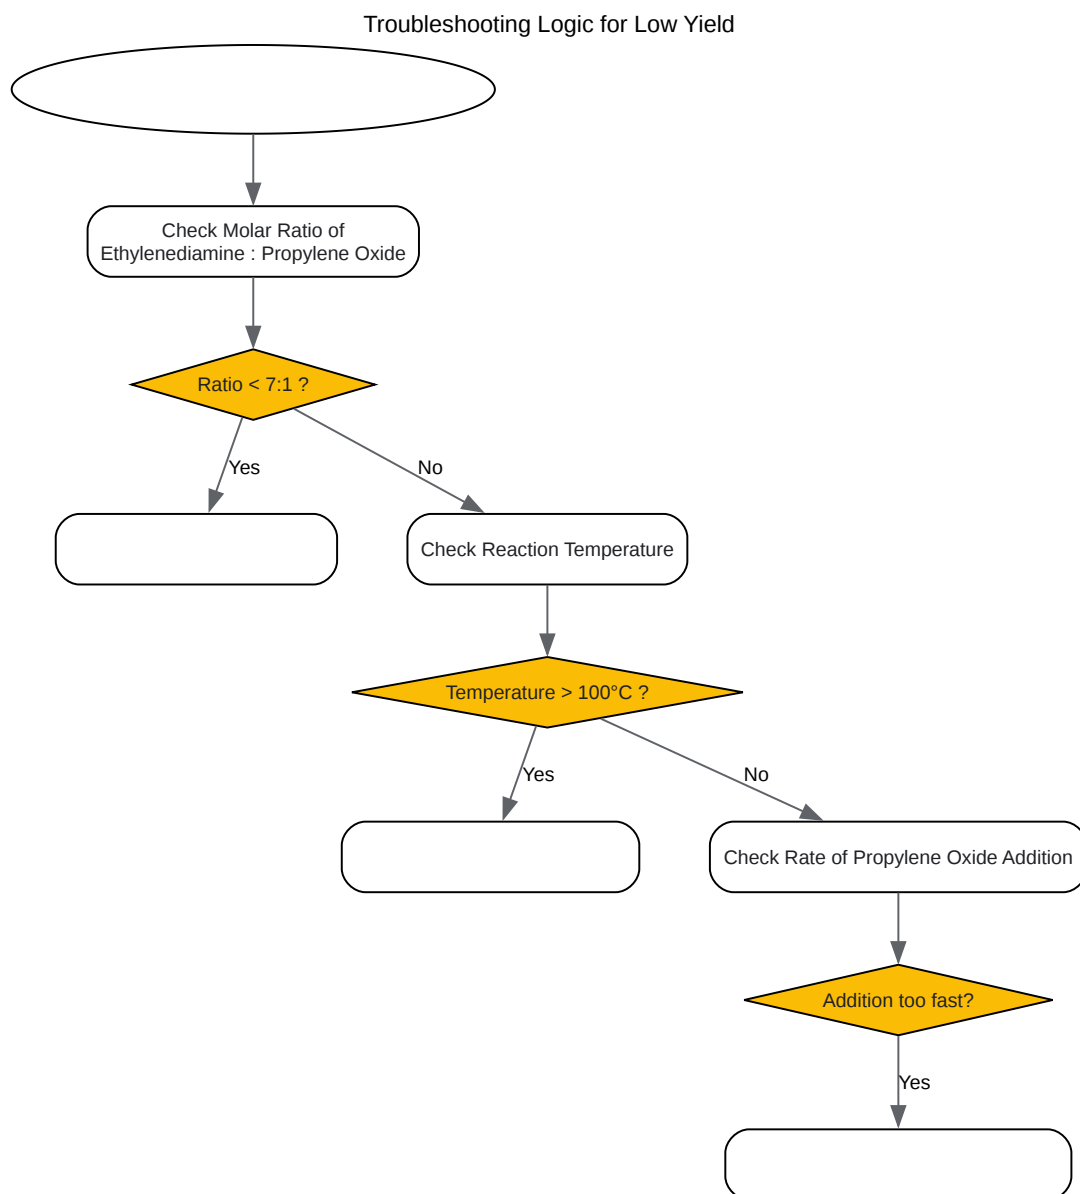 Troubleshooting Logic for Low Yield
Check Molar Ratio of
Ethylenediamine : Propylene Oxide
Ratio < 7:1 ?
Yes
No
Check Reaction Temperature
Temperature > 100°C ?
Yes
No
Check Rate of Propylene Oxide Addition
Addition too fast?
Yes